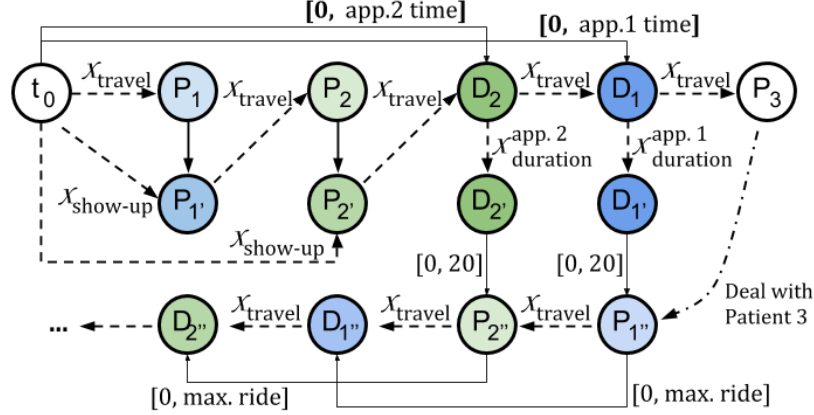 [0, app.2 time]
[0, app.1 time]
t0 Xtravel P1 Xtravel P2 Xtravel D2 Xtravel D1 Xtravel P3
Xapp. 2 duration Xapp. 1 duration
Xshow-up P1' P2' D2' D1'
Xshow-up
[0, 20] [0, 20]
Deal with
Patient 3
... D2'' Xtravel D1'' Xtravel P2'' Xtravel P1''
[0, max. ride] [0, max. ride]